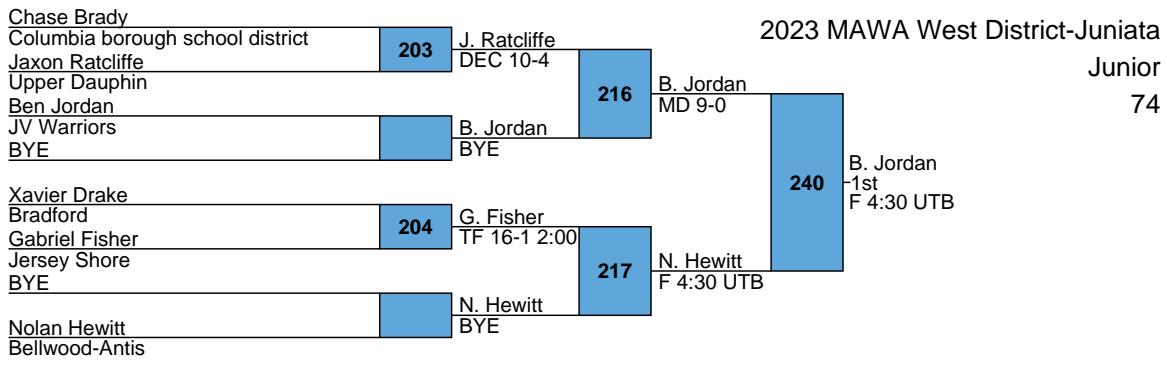 2023 MAWA West District-Juniata
Junior
74
Chase Brady
Columbia borough school district
Jaxon Ratcliffe
Upper Dauphin
Ben Jordan
JV Warriors
BYE
Xavier Drake
Bradford
Gabriel Fisher
Jersey Shore
BYE
Nolan Hewitt
Bellwood-Antis
203
204
J. Ratcliffe
DEC 10-4
B. Jordan
BYE
G. Fisher
TF 16-1 2:00
N. Hewitt
BYE
216
217
B. Jordan
MD 9-0
N. Hewitt
F 4:30 UTB
240
B. Jordan
1st
F 4:30 UTB